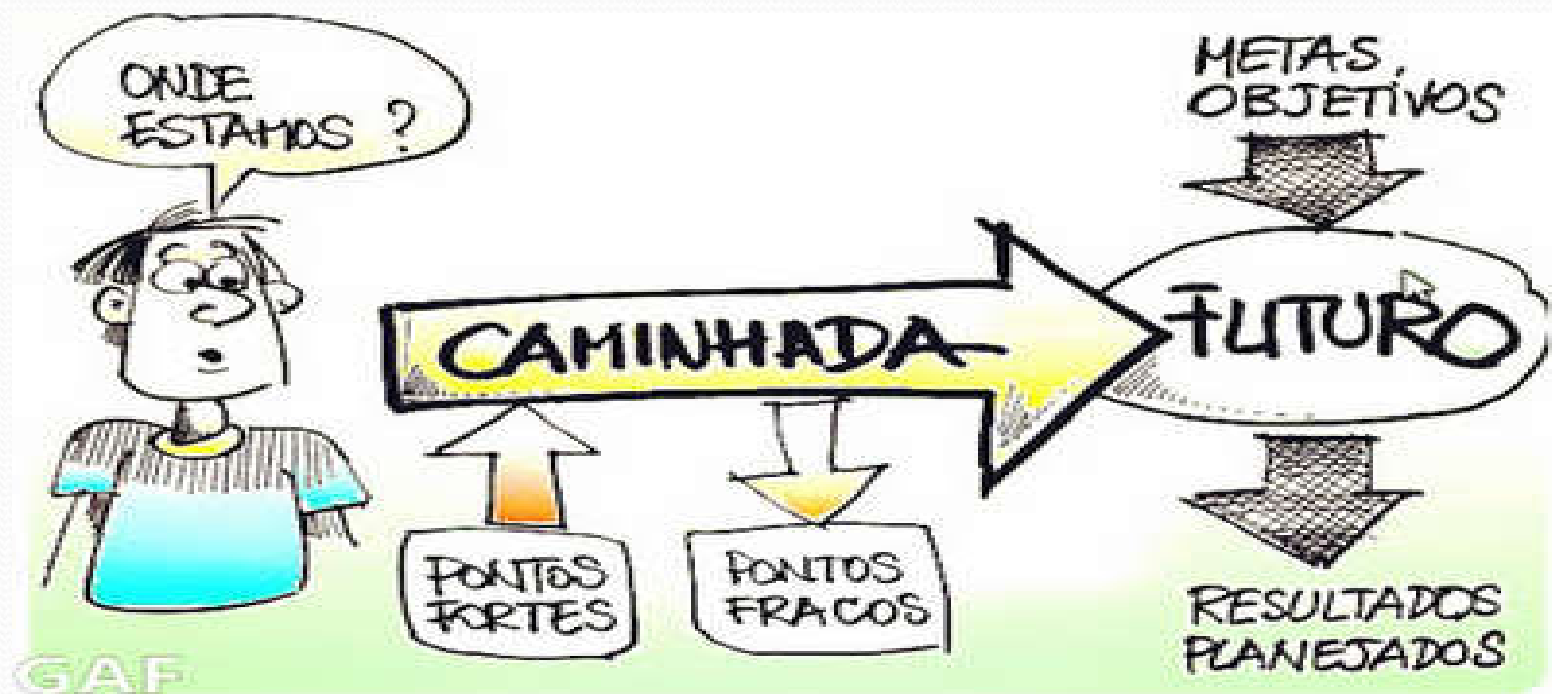 ONDE
ESTAMOS ?
METAS,
OBJETIVOS
CAMINHADA
FUTURO
PONTOS
FORTES
PONTOS
FRACOS
RESULTADOS
PLANEJADOS
GAF